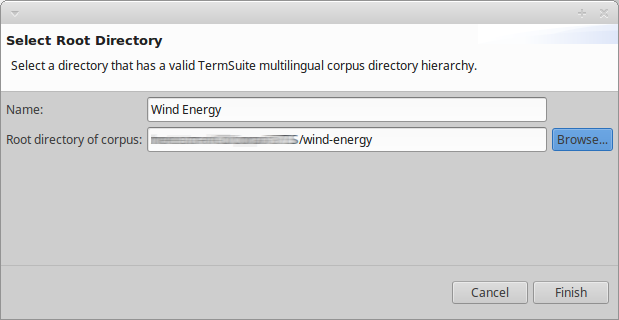 Select Root Directory
Select a directory that has a valid TermSuite multilingual corpus directory hierarchy.
Name: Wind Energy
Root directory of corpus: /wind-energy Browse...
Cancel Finish